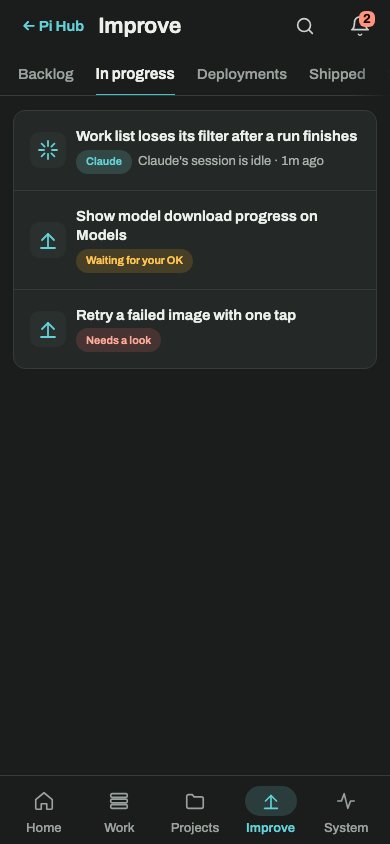 ← Pi Hub Improve
2
Backlog In progress Deployments Shipped
Work list loses its filter after a run finishes
Claude Claude's session is idle · 1m ago
Show model download progress on
Models
Waiting for your OK
Retry a failed image with one tap
Needs a look
Home Work Projects Improve System